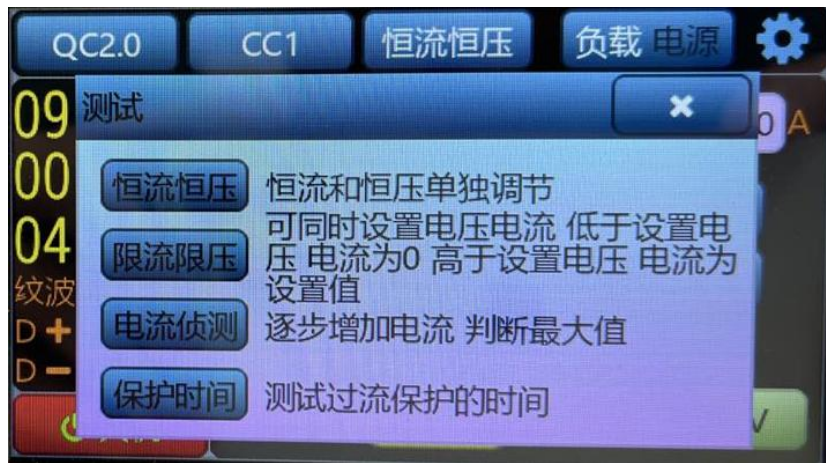 QC2.0 CC1 恒流恒压 负载 电源
09
测试
0 A
00
恒流恒压 恒流和恒压单独调节
04
限流限压 可同时设置电压电流 低于设置电
压 电流为0 高于设置电压 电流为
设置值
纹波
D+
电流侦测 逐步增加电流 判断最大值
D-
保护时间 测试过流保护的时间
V